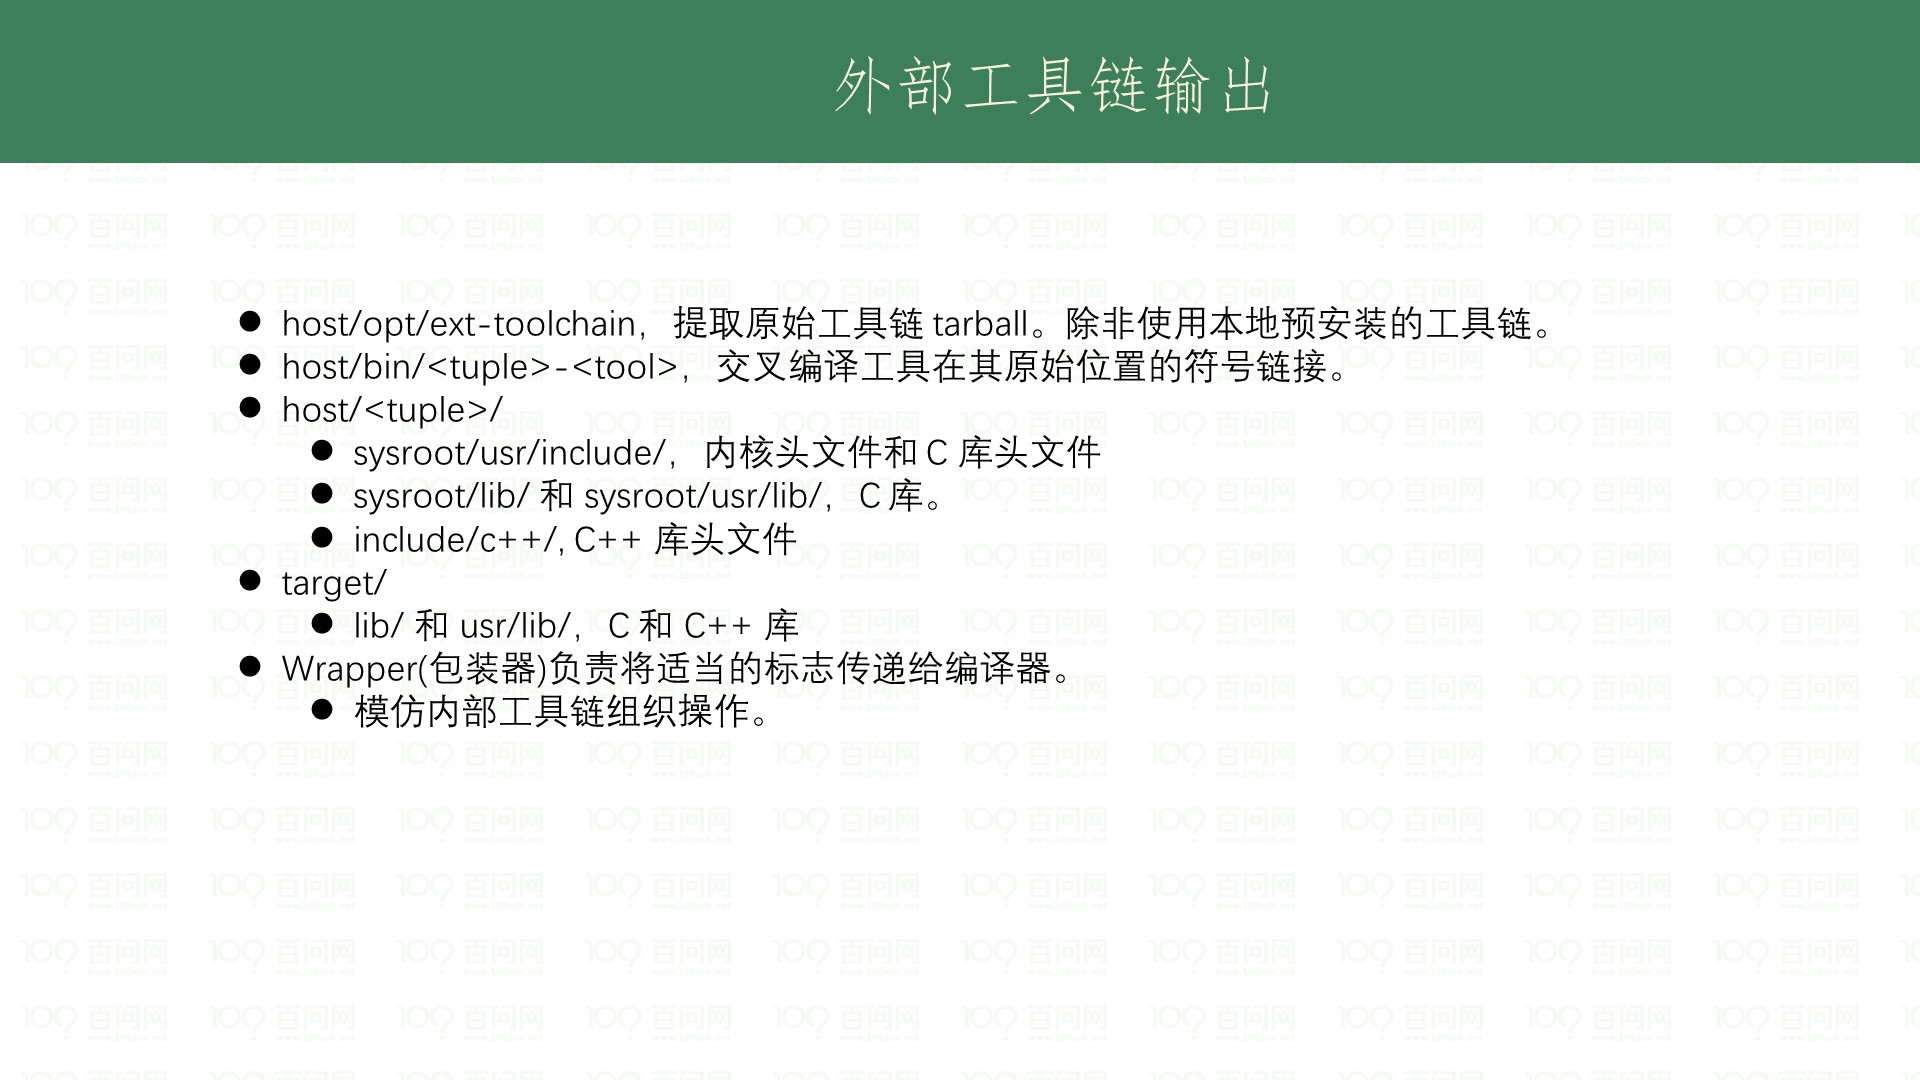 外部工具链输出
● host/opt/ext-toolchain，提取原始工具链 tarball。除非使用本地预安装的工具链。
● host/bin/<tuple>-<tool>，交叉编译工具在其原始位置的符号链接。
● host/<tuple>/
● sysroot/usr/include/，内核头文件和 C 库头文件
● sysroot/lib/ 和 sysroot/usr/lib/，C 库。
● include/c++/, C++ 库头文件
● target/
● lib/ 和 usr/lib/，C 和 C++ 库
● Wrapper(包装器)负责将适当的标志传递给编译器。
● 模仿内部工具链组织操作。